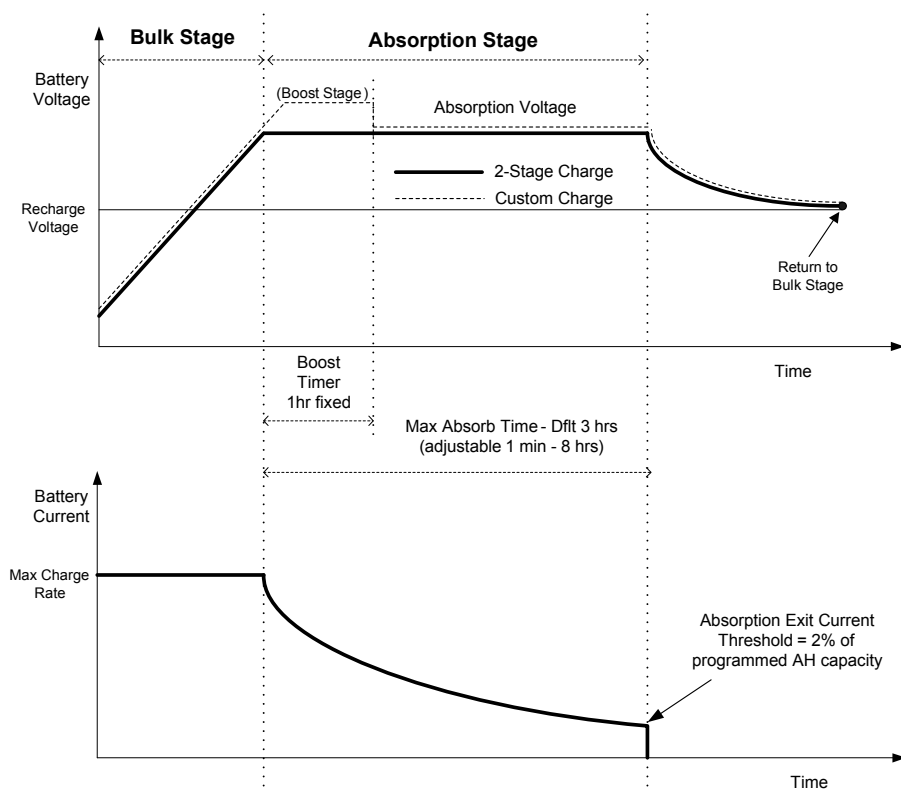 Bulk Stage
Absorption Stage
Battery
Voltage
(Boost Stage)
Absorption Voltage
2-Stage Charge
Custom Charge
Recharge
Voltage
Return to
Bulk Stage
Time
Boost
Timer
1hr fixed
Max Absorb Time - Dflt 3 hrs
(adjustable 1 min - 8 hrs)
Battery
Current
Max Charge
Rate
Absorption Exit Current
Threshold = 2% of
programmed AH capacity
Time